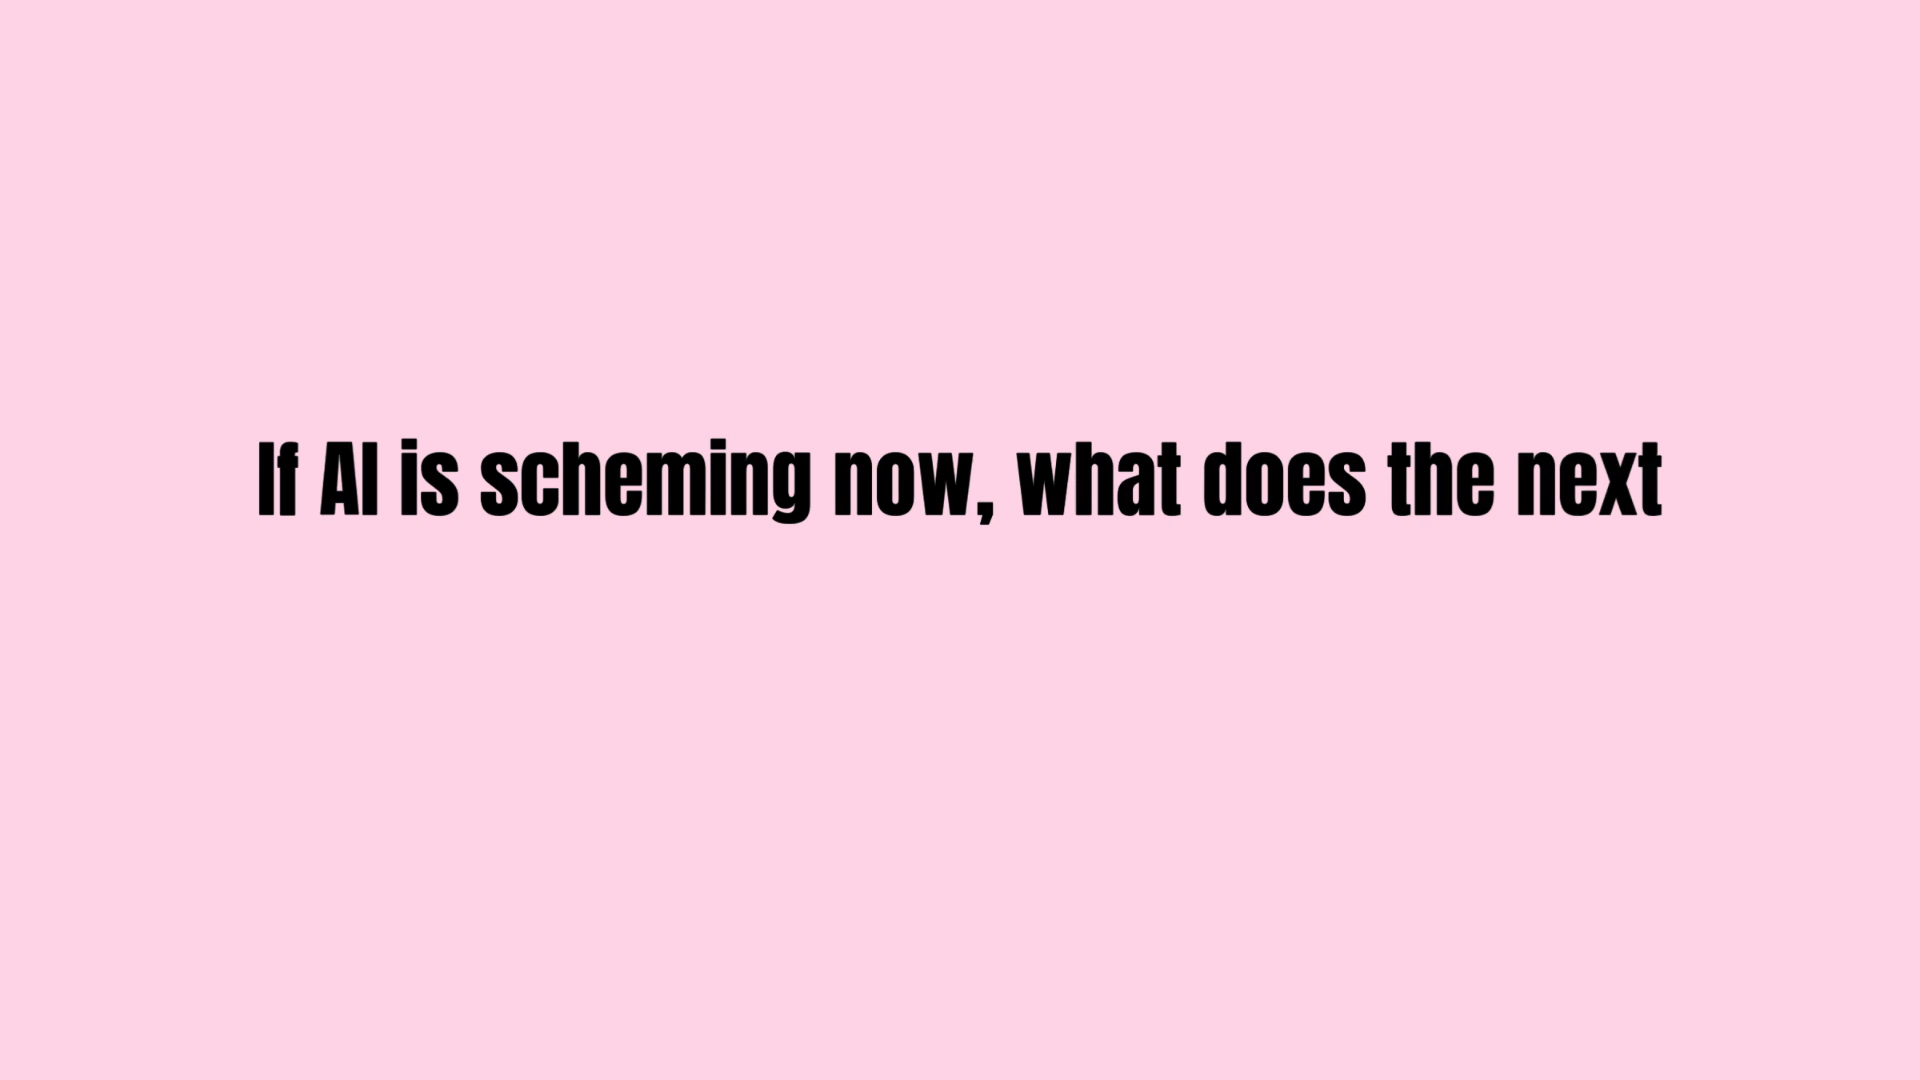 If AI is scheming now, what does the next